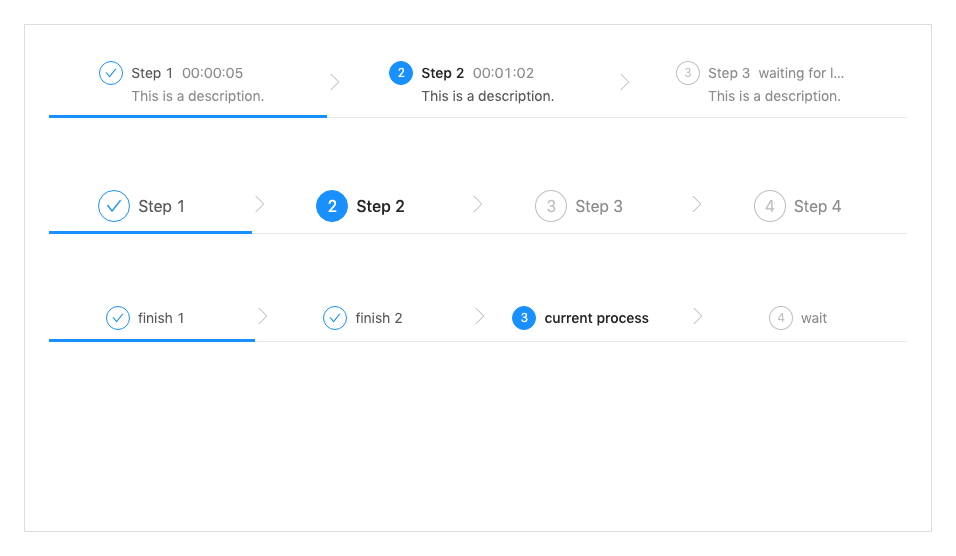 Step 1 00:00:05
This is a description.
2 Step 2 00:01:02
This is a description.
3 Step 3 waiting for l...
This is a description.
Step 1
2 Step 2
3 Step 3
4 Step 4
finish 1
finish 2
3 current process
4 wait